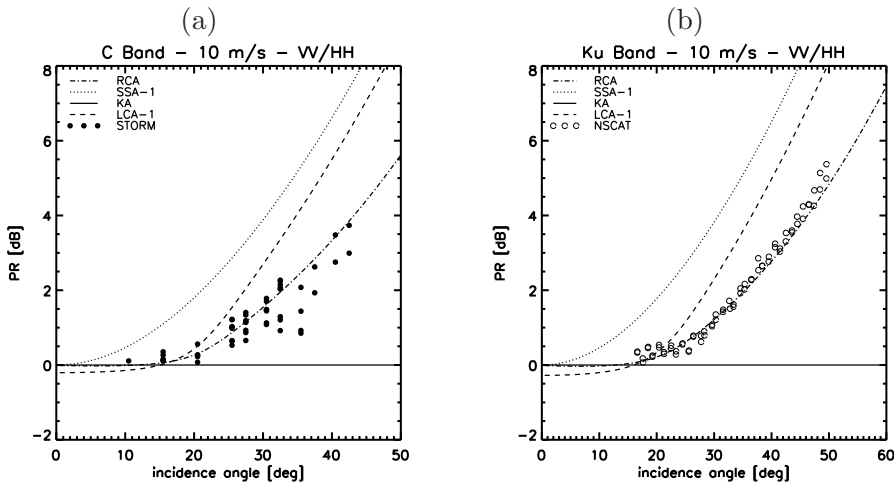 (a)
C Band – 10 m/s – VV/HH
RCA
SSA-1
KA
LCA-1
STORM
8
6
4
2
0
-2
PR [dB]
0 10 20 30 40 50
incidence angle [deg]
(b)
Ku Band – 10 m/s – VV/HH
RCA
SSA-1
KA
LCA-1
NSCAT
8
6
4
2
0
-2
PR [dB]
0 10 20 30 40 50 60
incidence angle [deg]